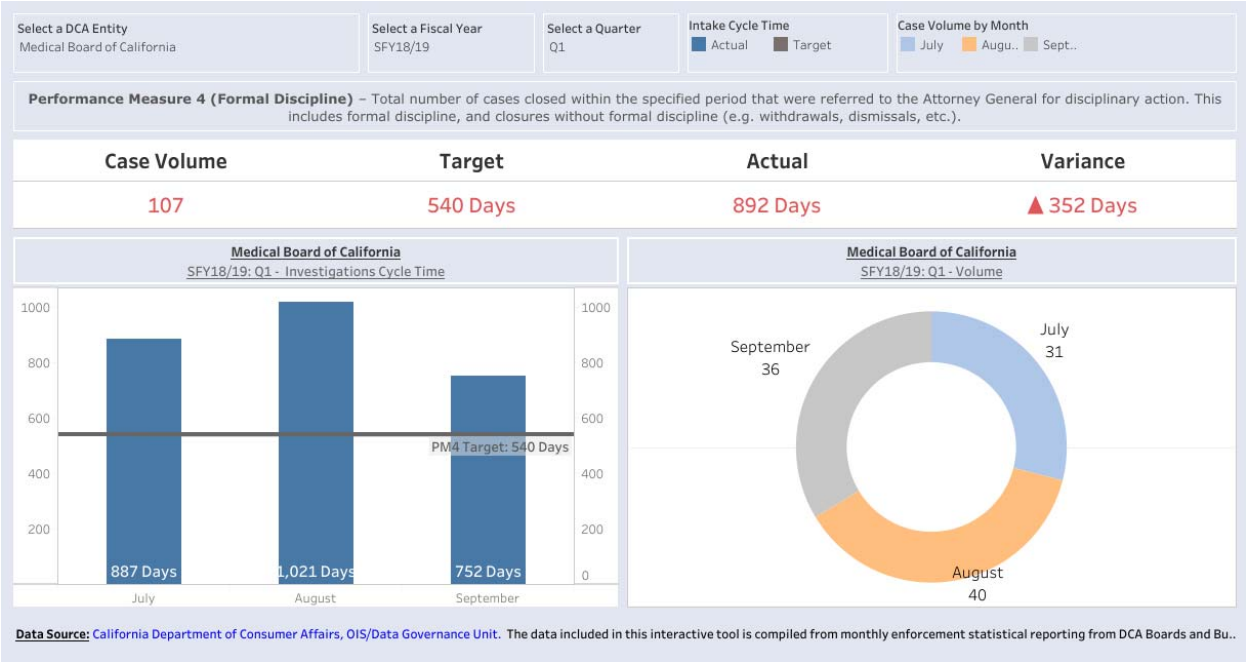 Select a DCA Entity
Medical Board of California
Select a Fiscal Year
SFY18/19
Select a Quarter
Q1
Intake Cycle Time
Actual
Target
Case Volume by Month
July
Augu..
Sept..
Performance Measure 4 (Formal Discipline) – Total number of cases closed within the specified period that were referred to the Attorney General for disciplinary action. This
includes formal discipline, and closures without formal discipline (e.g. withdrawals, dismissals, etc.).
Case Volume
Target
Actual
Variance
107
540 Days
892 Days
▲ 352 Days
Medical Board of California
SFY18/19: Q1 - Investigations Cycle Time
1000
800
600
400
200
1000
800
600
400
200
0
PM4 Target: 540 Days
887 Days
1,021 Days
752 Days
July
August
September
Medical Board of California
SFY18/19: Q1 - Volume
July
31
September
36
August
40
Data Source: California Department of Consumer Affairs, OIS/Data Governance Unit. The data included in this interactive tool is compiled from monthly enforcement statistical reporting from DCA Boards and Bu..